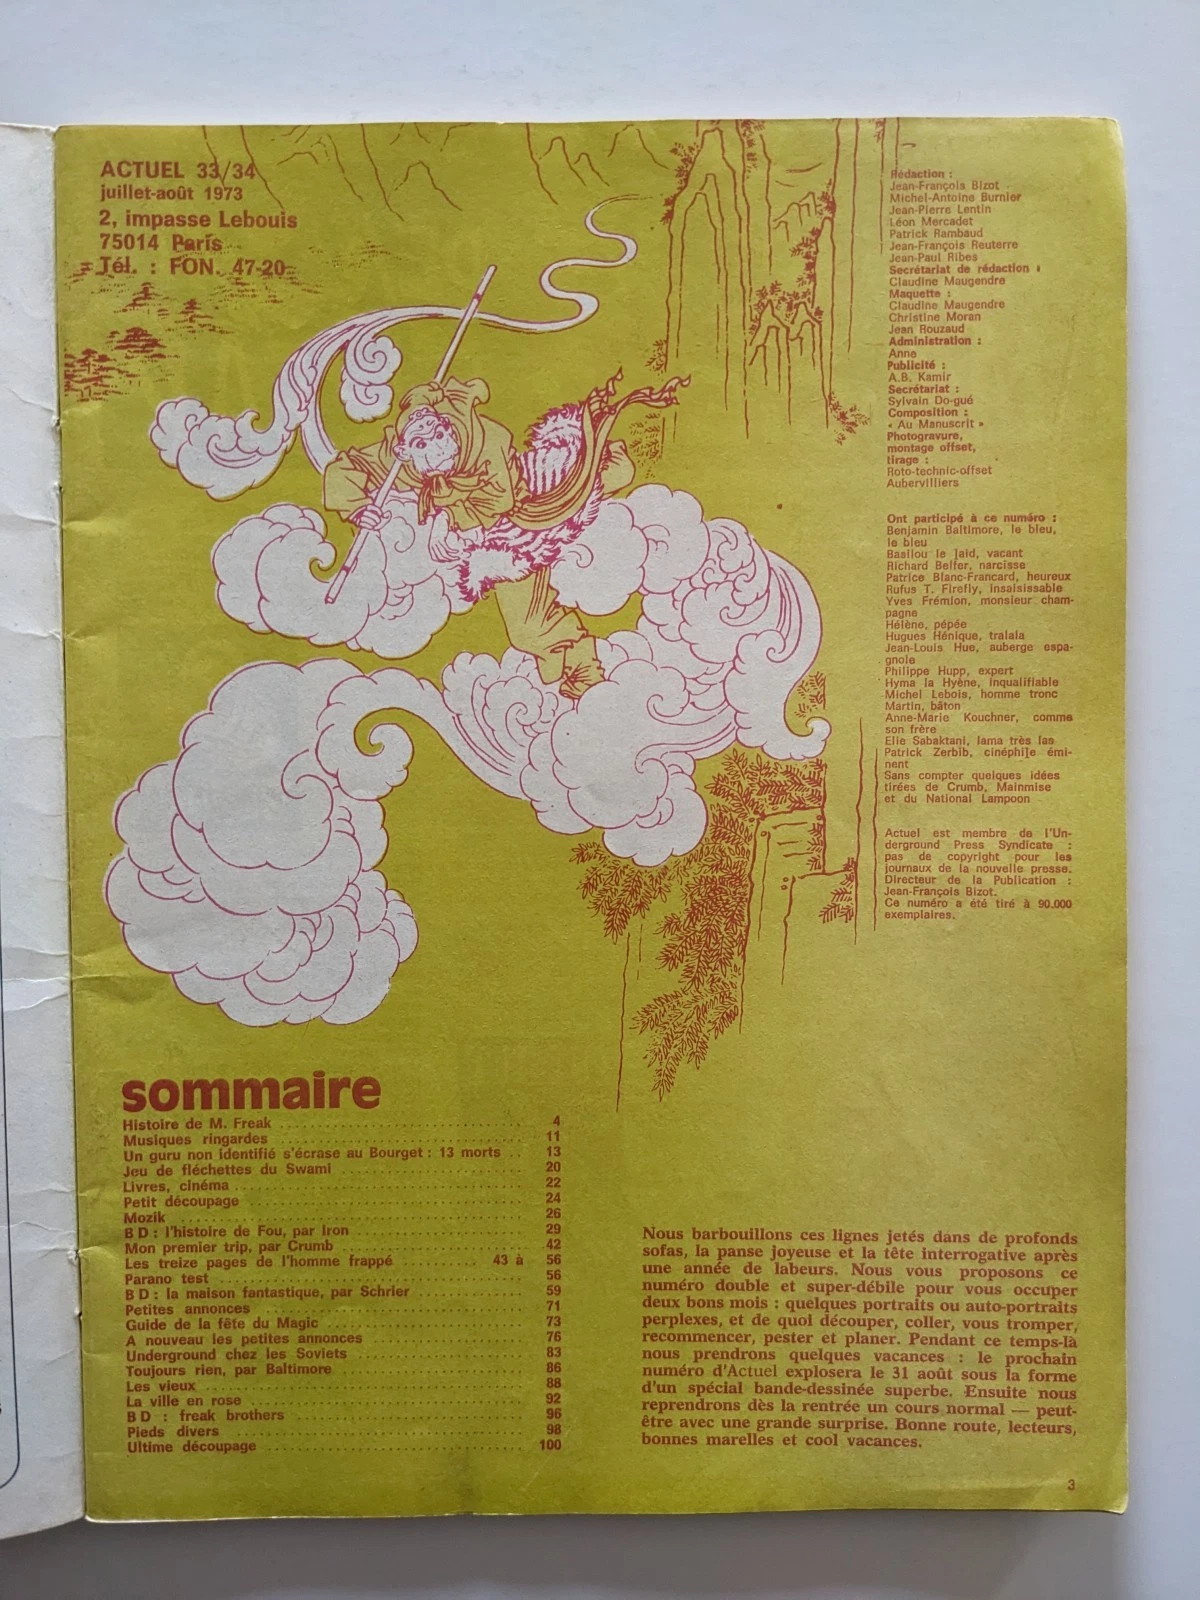 ACTUEL 33/34
juillet-août 1973
2, impasse Lebouis
75014 Paris
Tél. : FON. 47-20
Rédaction :
Jean-François Bizot
Michel-Antoine Burnier
Jean-Pierre Lentin
Léon Mercadet
Patrick Rambaud
Jean-François Reuterre
Jean-Paul Ribes
Secrétariat de rédaction :
Claudine Maugendre
Maquette :
Claudine Maugendre
Christine Moran
Jean Rouzaud
Administration :
Anne
Publicité :
A.B. Kamir
Secrétariat :
Sylvain Do-gué
Composition :
« Au Manuscrit »
Photogravure,
montage offset,
tirage :
Roto-technic-offset
Aubervilliers
Ont participé à ce numéro :
Benjamin Baltimore, le bleu,
le bleu
Basilou le laid, vacant
Richard Belfer, narcisse
Patrice Blanc-Francard, heureux
Rufus T. Firefly, insaisissable
Yves Frémion, monsieur cham-
pagne
Hélène, pépée
Hugues Hénique, tralala
Jean-Louis Hue, auberge espa-
gnole
Philippe Hupp, expert
Hyma la Hyène, inqualifiable
Michel Lebois, homme tronc
Martin, bâton
Anne-Marie Kouchner, comme
son frère
Elie Sabaktani, lama très las
Patrick Zerbib, cinéphile émi-
nent
Sans compter quelques idées
tirées de Crumb, Mainmise
et du National Lampoon
Actuel est membre de l'Un-
derground Press Syndicate :
pas de copyright pour les
journaux de la nouvelle presse.
Directeur de la Publication :
Jean-François Bizot.
Ce numéro a été tiré à 90.000
exemplaires.
sommaire
Histoire de M. Freak 4
Musiques ringardes 11
Un guru non identifié s'écrase au Bourget : 13 morts 13
Jeu de fléchettes du Swami 20
Livres, cinéma 22
Petit découpage 24
Mozik 26
BD : l'histoire de Fou, par Iron 29
Mon premier trip, par Crumb 42
Les treize pages de l'homme frappé 43 à 56
Parano test 56
BD : la maison fantastique, par Schrier 59
Petites annonces 71
Guide de la fête du Magic 73
A nouveau les petites annonces 76
Underground chez les Soviets 83
Toujours rien, par Baltimore 86
Les vieux 88
La ville en rose 92
BD : freak brothers 96
Pieds divers 98
Ultime découpage 100
Nous barbouillons ces lignes jetés dans de profonds
sofas, la panse joyeuse et la tête interrogative après
une année de labeurs. Nous vous proposons ce
numéro double et super-débile pour vous occuper
deux bons mois : quelques portraits ou auto-portraits
perplexes, et de quoi découper, coller, vous tromper,
recommencer, pester et planer. Pendant ce temps-là
nous prendrons quelques vacances : le prochain
numéro d'Actuel explosera le 31 août sous la forme
d'un spécial bande-dessinée superbe. Ensuite nous
reprendrons dès la rentrée un cours normal — peut-
être avec une grande surprise. Bonne route, lecteurs,
bonnes marelles et cool vacances.
3